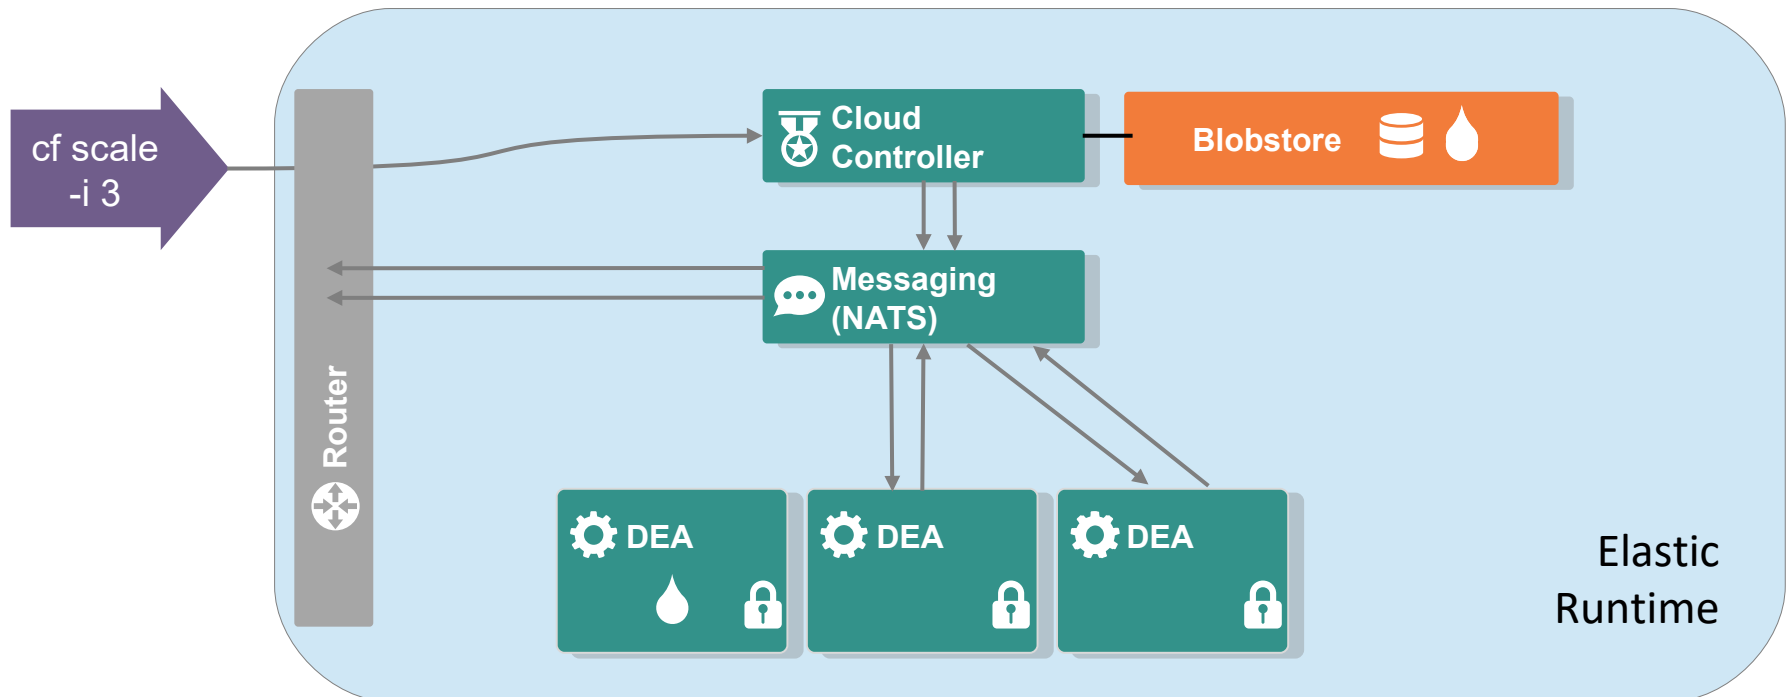 cf scale
-i 3
Router
Cloud
Controller
Blobstore
Messaging
(NATS)
DEA
DEA
DEA
Elastic
Runtime